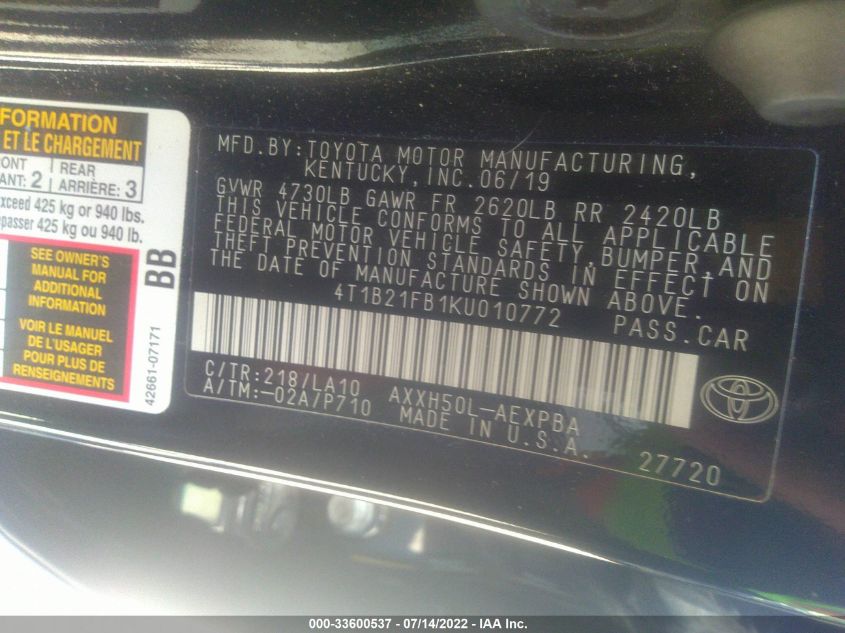 FORMATION
ET LE CHARGEMENT
REAR
ANT: 2 ARRIÈRE: 3
exceed 425 kg or 940 lbs.
425 kg ou 940 lb.
SEE OWNER'S
MANUAL FOR
ADDITIONAL
INFORMATION
VOIR LE MANUEL
DE L'USAGER
POUR PLUS DE
RENSEIGNEMENTS
BB
42661-07171
MFD.BY:TOYOTA MOTOR MANUFACTURING,
KENTUCKY, INC.06/19
GVWR 4730LB GAWR FR 2620LB RR 2420LB
THIS VEHICLE CONFORMS TO ALL APPLICABLE
FEDERAL MOTOR VEHICLE SAFETY,BUMPER,AND
THEFT PREVENTION STANDARDS IN EFFECT ON
THE DATE OF MANUFACTURE SHOWN ABOVE.
4T1B21FB1KU010772 PASS.CAR
C/TR:218/LA10 AXXH50L-AEXPBA
A/TM:-02A/P710 MADE IN U.S.A.
27720
000-33600537 - 07/14/2022 - IAA Inc.